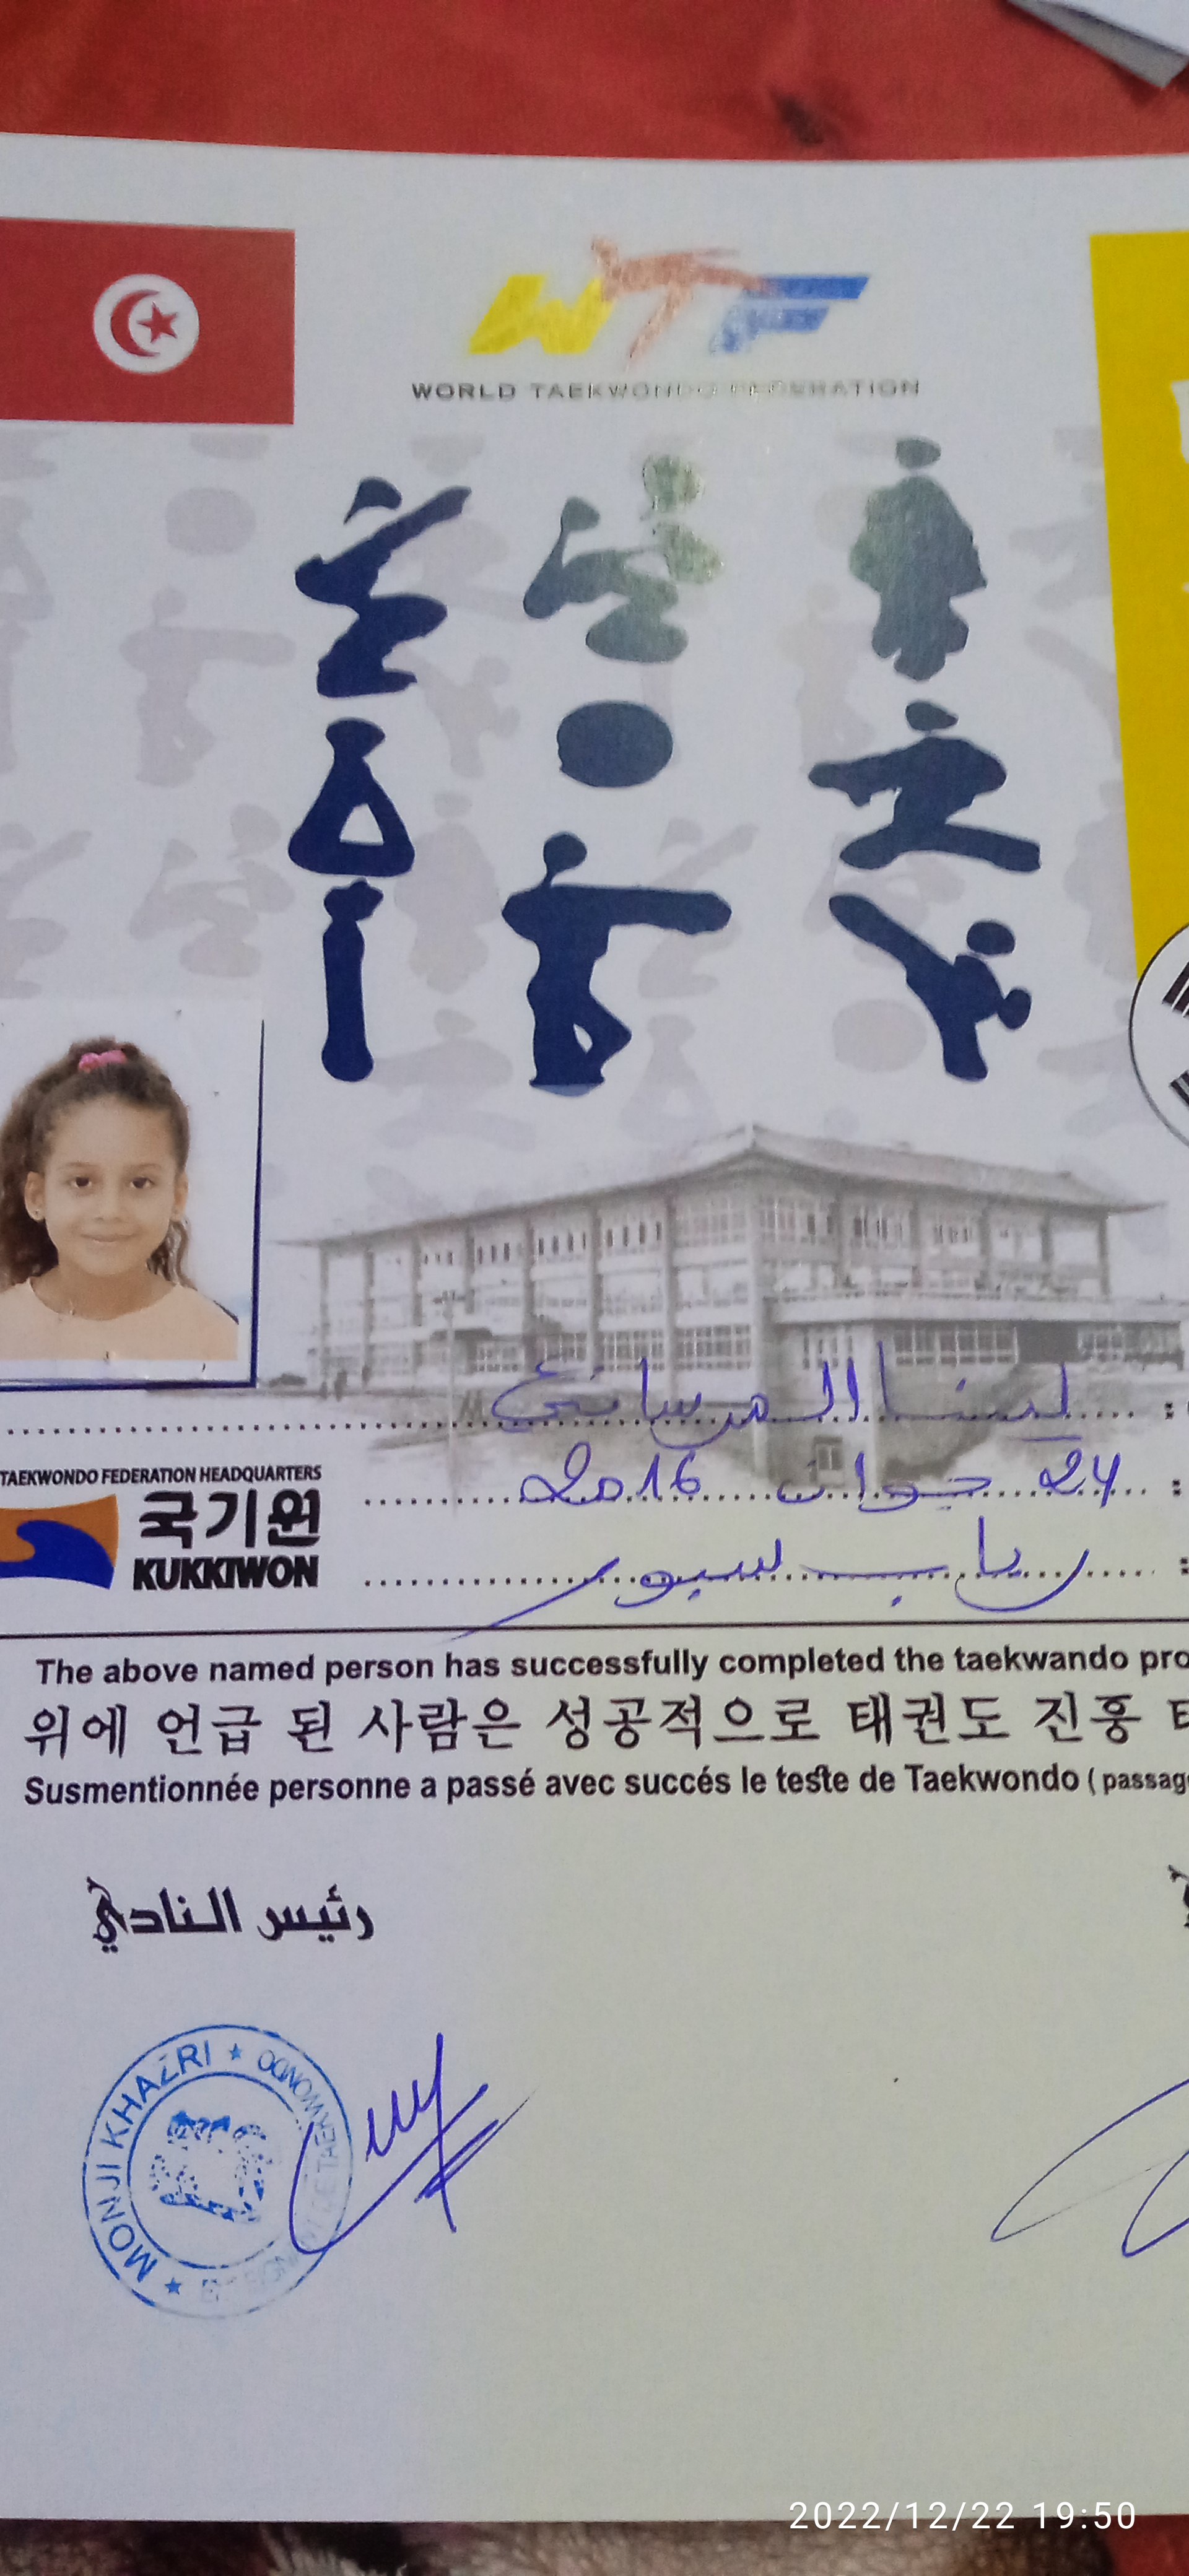 WTF
WORLD TAEKWONDO FEDERATION
لينا المرساني
24 جوان 2016
TAEKWONDO FEDERATION HEADQUARTERS
국기원
KUKKIWON
The above named person has successfully completed the taekwando pro
위에 언급 된 사람은 성공적으로 태권도 진흥
Susmentionnée personne a passé avec succés le teste de Taekwondo ( passag
رئيس النادي
MONJI KHAZRI
TAEKWONDO
2022/12/22 19:50